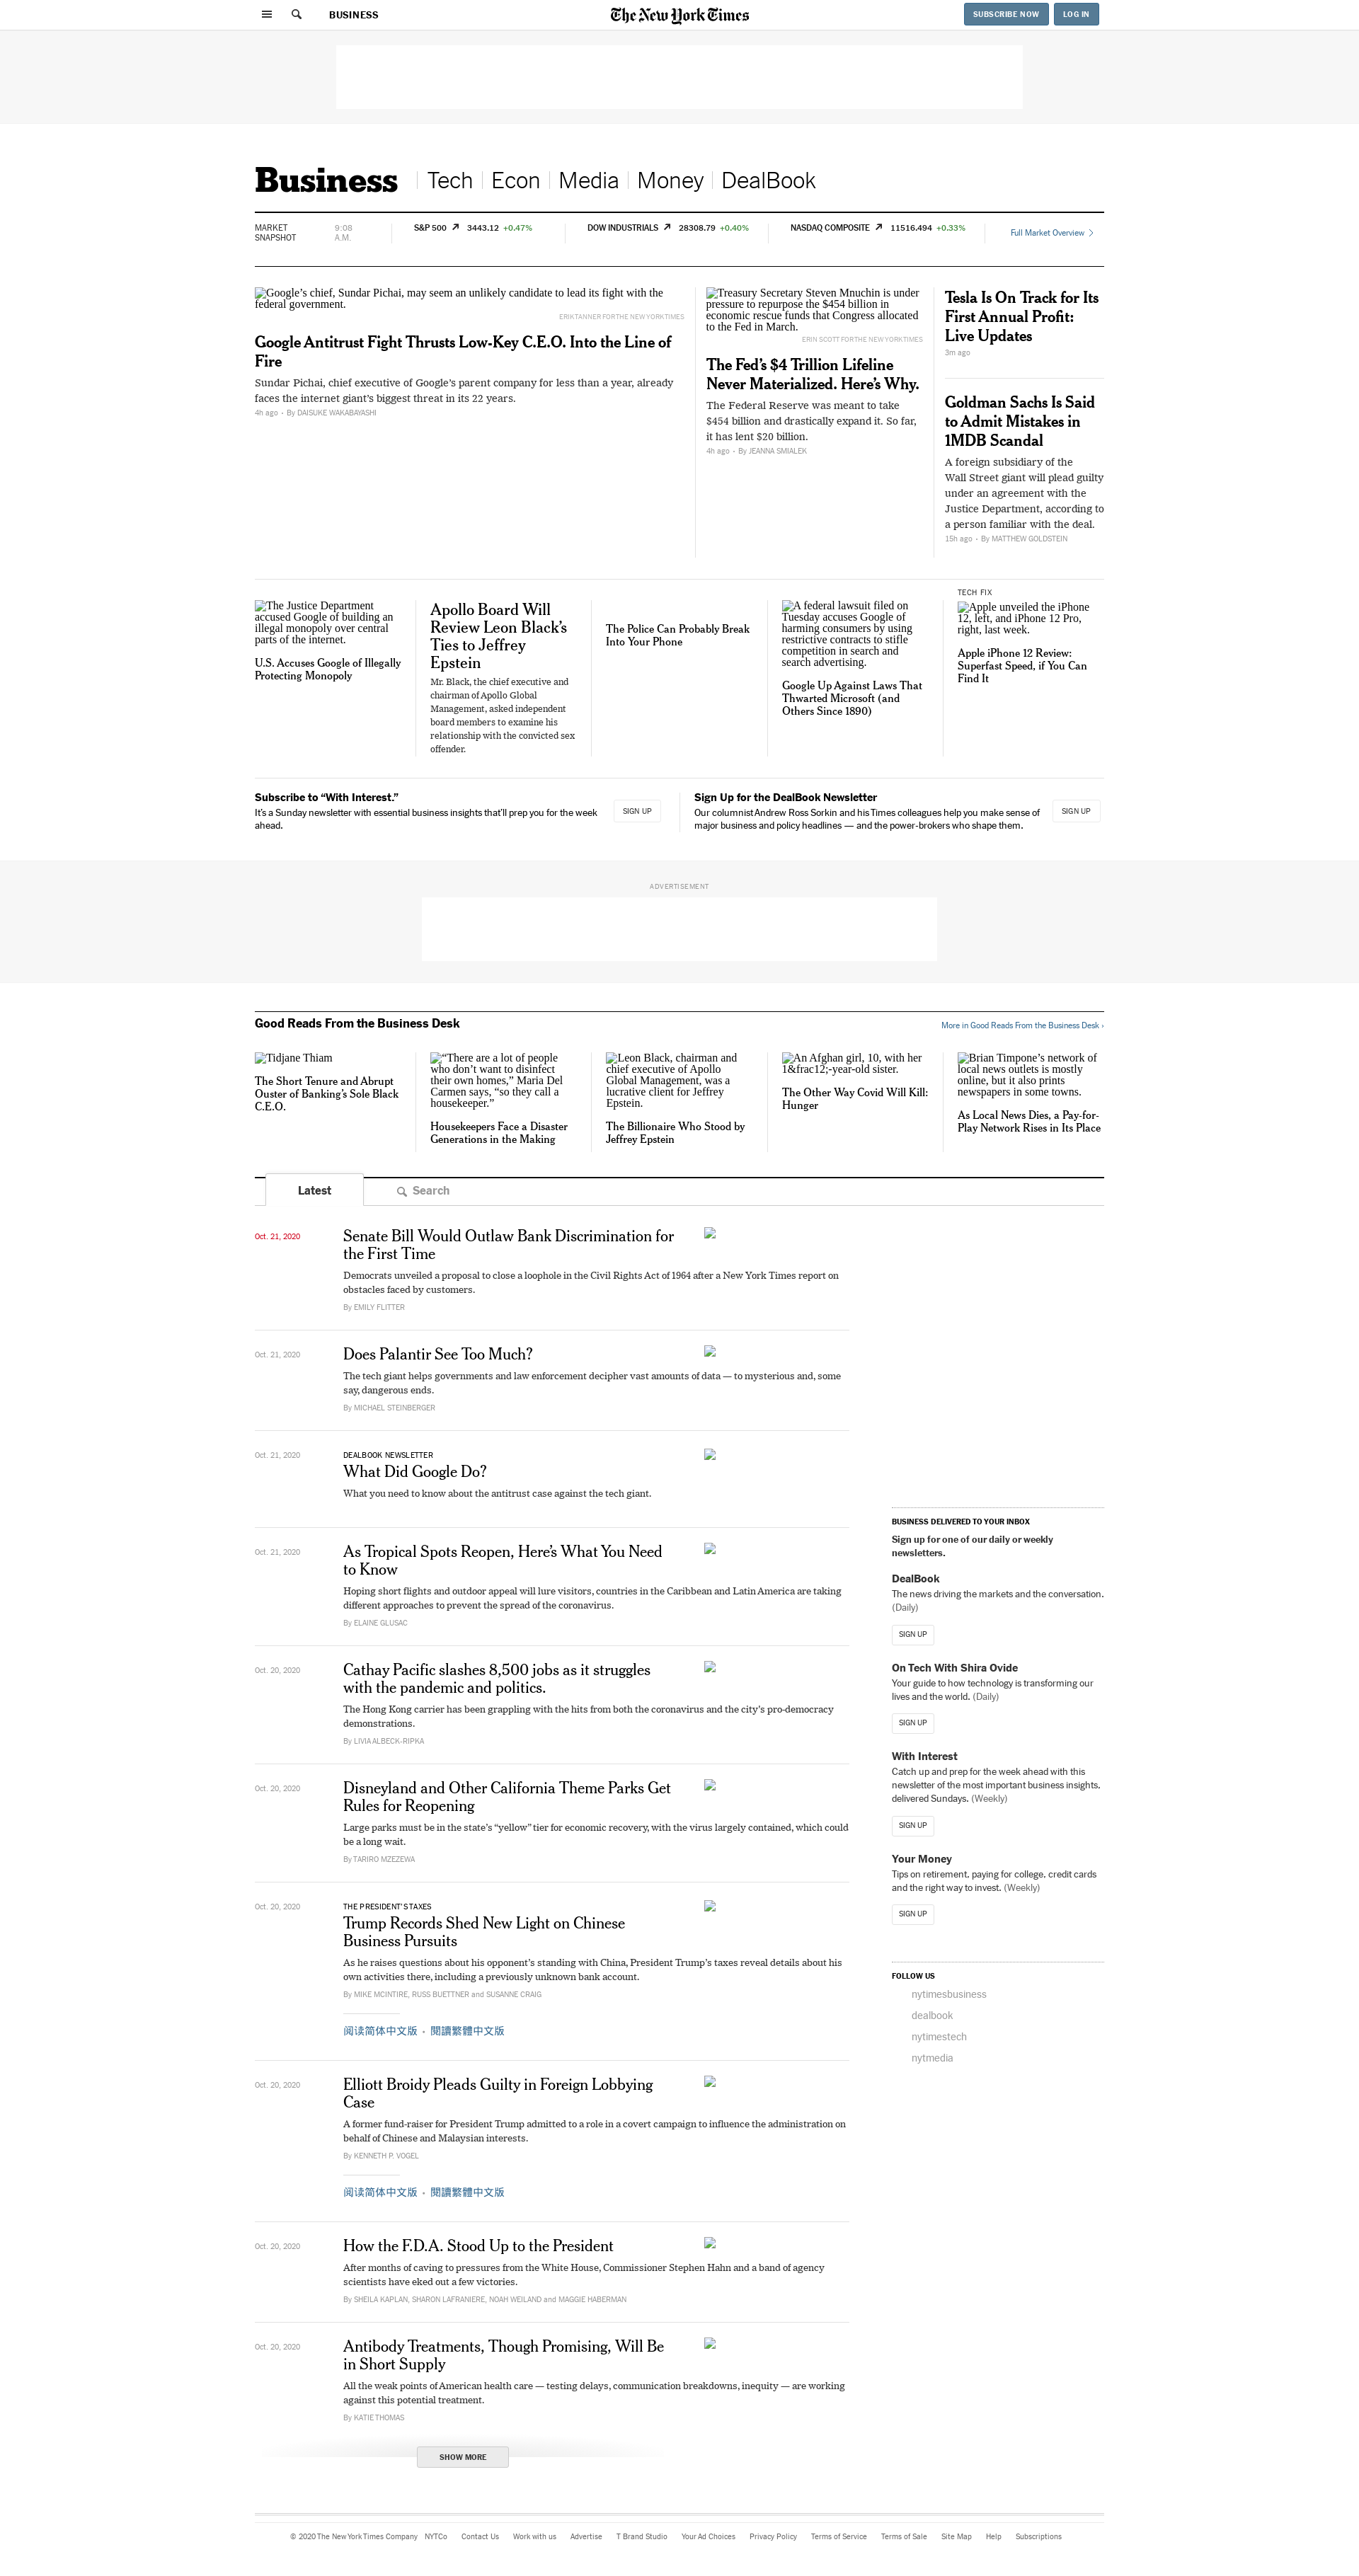 BUSINESS
The New York Times
SUBSCRIBE NOW
LOG IN
Business
Tech
Econ
Media
Money
DealBook
MARKET
SNAPSHOT
9:08
A.M.
S&P 500 3443.12 +0.47%
DOW INDUSTRIALS 28308.79 +0.40%
NASDAQ COMPOSITE 11516.494 +0.33%
Full Market Overview
Google’s chief, Sundar Pichai, may seem an unlikely candidate to lead its fight with the
federal government.
ERIK TANNER FOR THE NEW YORK TIMES
Google Antitrust Fight Thrusts Low-Key C.E.O. Into the Line of
Fire
Sundar Pichai, chief executive of Google’s parent company for less than a year, already
faces the internet giant’s biggest threat in its 22 years.
4h ago • By DAISUKE WAKABAYASHI
Treasury Secretary Steven Mnuchin is under
pressure to repurpose the $454 billion in
economic rescue funds that Congress allocated
to the Fed in March.
ERIN SCOTT FOR THE NEW YORK TIMES
The Fed’s $4 Trillion Lifeline
Never Materialized. Here’s Why.
The Federal Reserve was meant to take
$454 billion and drastically expand it. So far,
it has lent $20 billion.
4h ago • By JEANNA SMIALEK
Tesla Is On Track for Its
First Annual Profit:
Live Updates
3m ago
Goldman Sachs Is Said
to Admit Mistakes in
1MDB Scandal
A foreign subsidiary of the
Wall Street giant will plead guilty
under an agreement with the
Justice Department, according to
a person familiar with the deal.
15h ago • By MATTHEW GOLDSTEIN
The Justice Department
accused Google of building an
illegal monopoly over central
parts of the internet.
U.S. Accuses Google of Illegally
Protecting Monopoly
Apollo Board Will
Review Leon Black’s
Ties to Jeffrey
Epstein
Mr. Black, the chief executive and
chairman of Apollo Global
Management, asked independent
board members to examine his
relationship with the convicted sex
offender.
The Police Can Probably Break
Into Your Phone
A federal lawsuit filed on
Tuesday accuses Google of
harming consumers by using
restrictive contracts to stifle
competition in search and
search advertising.
Google Up Against Laws That
Thwarted Microsoft (and
Others Since 1890)
TECH FIX
Apple unveiled the iPhone
12, left, and iPhone 12 Pro,
right, last week.
Apple iPhone 12 Review:
Superfast Speed, if You Can
Find It
Subscribe to “With Interest.”
It’s a Sunday newsletter with essential business insights that’ll prep you for the week
ahead.
SIGN UP
Sign Up for the DealBook Newsletter
Our columnist Andrew Ross Sorkin and his Times colleagues help you make sense of
major business and policy headlines — and the power-brokers who shape them.
SIGN UP
ADVERTISEMENT
Good Reads From the Business Desk
More in Good Reads From the Business Desk ›
Tidjane Thiam
The Short Tenure and Abrupt
Ouster of Banking’s Sole Black
C.E.O.
“There are a lot of people
who don’t want to disinfect
their own homes,” Maria Del
Carmen says, “so they call a
housekeeper.”
Housekeepers Face a Disaster
Generations in the Making
Leon Black, chairman and
chief executive of Apollo
Global Management, was a
lucrative client for Jeffrey
Epstein.
The Billionaire Who Stood by
Jeffrey Epstein
An Afghan girl, 10, with her
1&frac12;-year-old sister.
The Other Way Covid Will Kill:
Hunger
Brian Timpone’s network of
local news outlets is mostly
online, but it also prints
newspapers in some towns.
As Local News Dies, a Pay-for-
Play Network Rises in Its Place
Latest
Search
Oct. 21, 2020
Senate Bill Would Outlaw Bank Discrimination for
the First Time
Democrats unveiled a proposal to close a loophole in the Civil Rights Act of 1964 after a New York Times report on
obstacles faced by customers.
By EMILY FLITTER
Oct. 21, 2020
Does Palantir See Too Much?
The tech giant helps governments and law enforcement decipher vast amounts of data — to mysterious and, some
say, dangerous ends.
By MICHAEL STEINBERGER
Oct. 21, 2020
DEALBOOK NEWSLETTER
What Did Google Do?
What you need to know about the antitrust case against the tech giant.
Oct. 21, 2020
As Tropical Spots Reopen, Here’s What You Need
to Know
Hoping short flights and outdoor appeal will lure visitors, countries in the Caribbean and Latin America are taking
different approaches to prevent the spread of the coronavirus.
By ELAINE GLUSAC
Oct. 20, 2020
Cathay Pacific slashes 8,500 jobs as it struggles
with the pandemic and politics.
The Hong Kong carrier has been grappling with the hits from both the coronavirus and the city’s pro-democracy
demonstrations.
By LIVIA ALBECK-RIPKA
Oct. 20, 2020
Disneyland and Other California Theme Parks Get
Rules for Reopening
Large parks must be in the state’s “yellow” tier for economic recovery, with the virus largely contained, which could
be a long wait.
By TARIRO MZEZEWA
Oct. 20, 2020
THE PRESIDENT’S TAXES
Trump Records Shed New Light on Chinese
Business Pursuits
As he raises questions about his opponent’s standing with China, President Trump’s taxes reveal details about his
own activities there, including a previously unknown bank account.
By MIKE MCINTIRE, RUSS BUETTNER and SUSANNE CRAIG
阅读简体中文版 • 閱讀繁體中文版
Oct. 20, 2020
Elliott Broidy Pleads Guilty in Foreign Lobbying
Case
A former fund-raiser for President Trump admitted to a role in a covert campaign to influence the administration on
behalf of Chinese and Malaysian interests.
By KENNETH P. VOGEL
阅读简体中文版 • 閱讀繁體中文版
Oct. 20, 2020
How the F.D.A. Stood Up to the President
After months of caving to pressures from the White House, Commissioner Stephen Hahn and a band of agency
scientists have eked out a few victories.
By SHEILA KAPLAN, SHARON LAFRANIERE, NOAH WEILAND and MAGGIE HABERMAN
Oct. 20, 2020
Antibody Treatments, Though Promising, Will Be
in Short Supply
All the weak points of American health care — testing delays, communication breakdowns, inequity — are working
against this potential treatment.
By KATIE THOMAS
SHOW MORE
BUSINESS DELIVERED TO YOUR INBOX
Sign up for one of our daily or weekly
newsletters.
DealBook
The news driving the markets and the conversation.
(Daily)
SIGN UP
On Tech With Shira Ovide
Your guide to how technology is transforming our
lives and the world. (Daily)
SIGN UP
With Interest
Catch up and prep for the week ahead with this
newsletter of the most important business insights,
delivered Sundays. (Weekly)
SIGN UP
Your Money
Tips on retirement, paying for college, credit cards
and the right way to invest. (Weekly)
SIGN UP
FOLLOW US
nytimesbusiness
dealbook
nytimestech
nytmedia
© 2020 The New York Times Company NYTCo Contact Us Work with us Advertise T Brand Studio Your Ad Choices Privacy Policy Terms of Service Terms of Sale Site Map Help Subscriptions